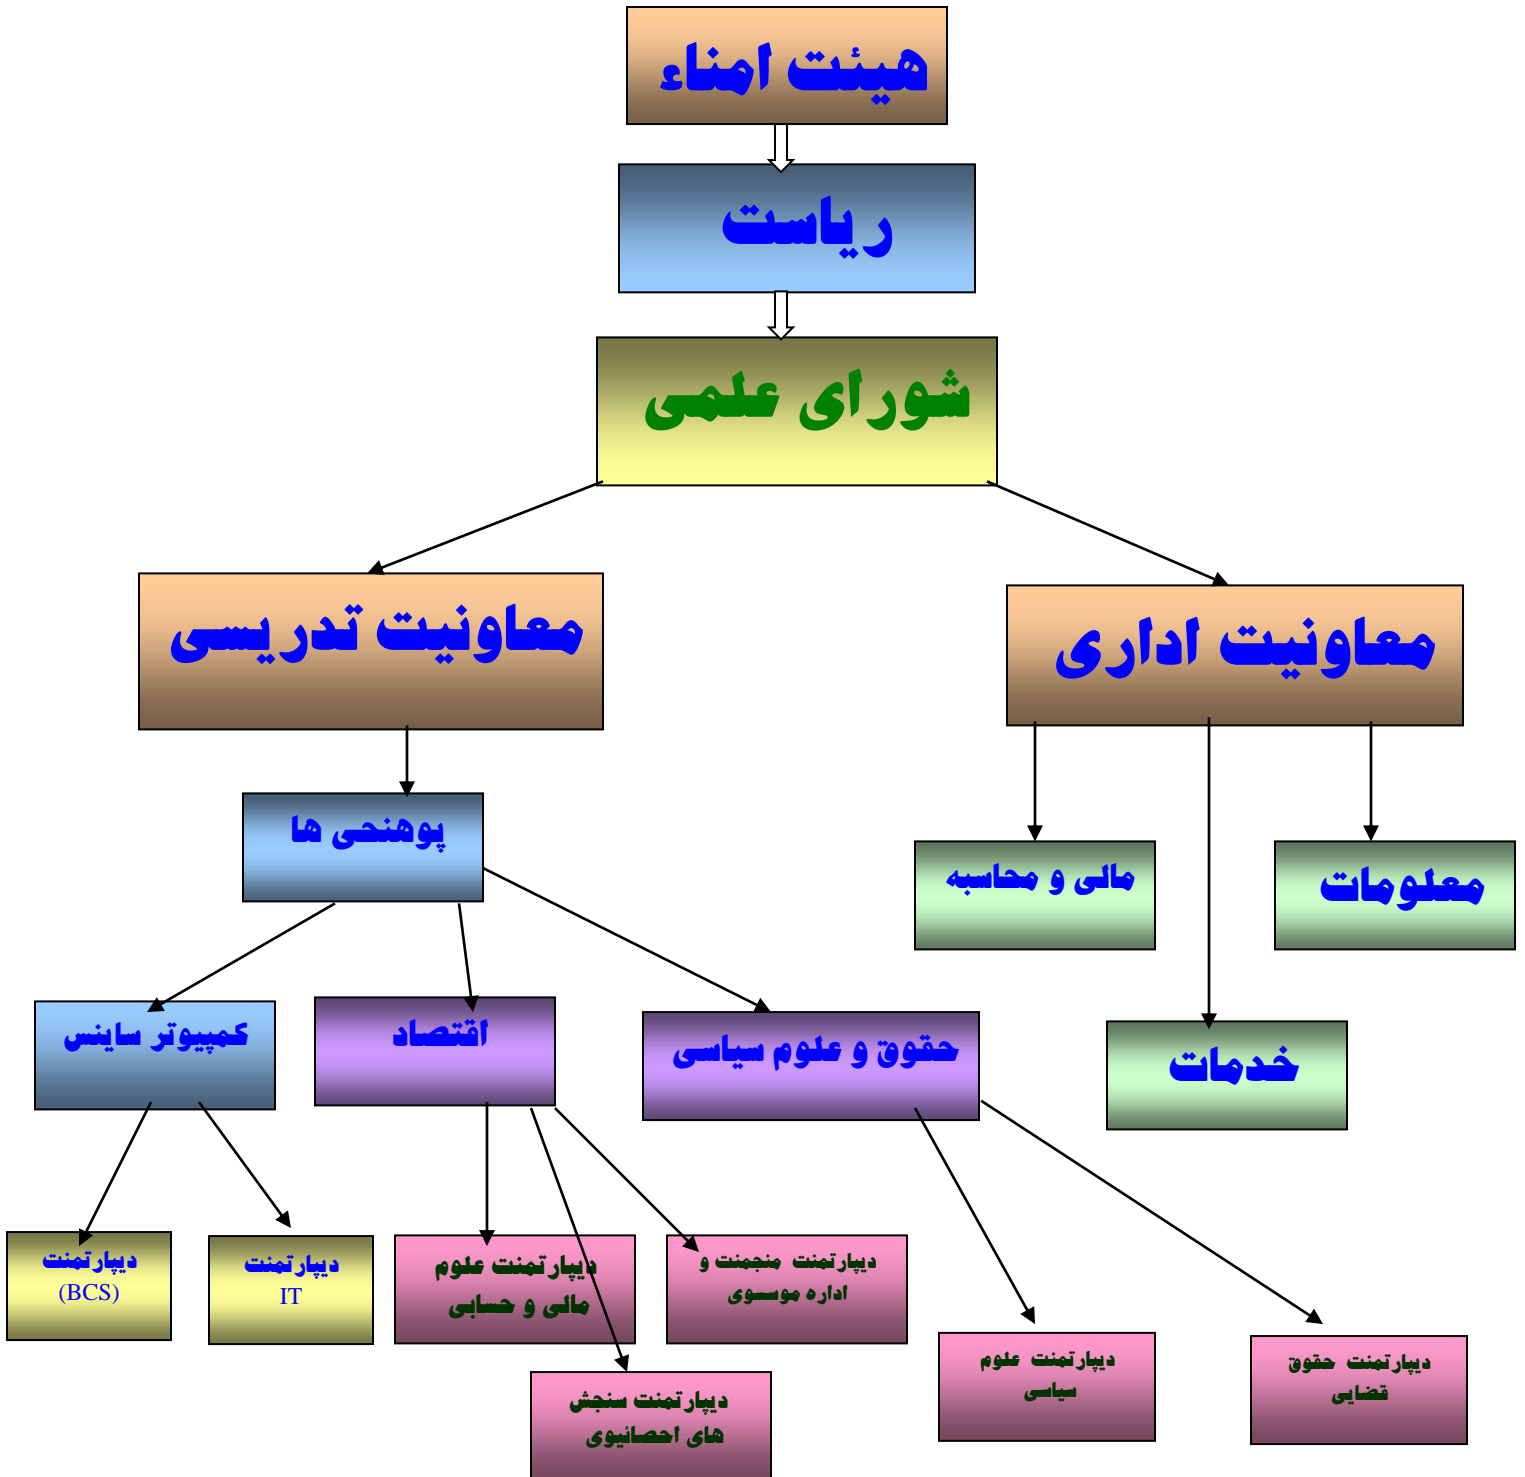 هیئت امناء
ریاست
شورای علمی
معاونیت تدریسی
معاونیت اداری
پوهنحی ها
مالی و محاسبه
معلومات
کمپیوتر ساینس
اقتصاد
حقوق و علوم سیاسی
خدمات
دیپارتمنت
(BCS)
دیپارتمنت
IT
دیپارتمنت علوم
مالی و حسابی
دیپارتمنت منجمنت و
اداره موسسوی
دیپارتمنت سنجش
های احصائیوی
دیپارتمنت علوم
سیاسی
دیپارتمنت حقوق
قضایی